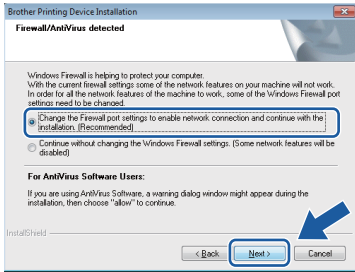 Brother Printing Device Installation
Firewall/AntiVirus detected
Windows Firewall is helping to protect your computer.
With the current firewall settings some of the network features on your machine will not work.
In order for all the network features of the machine to work, some of the Windows Firewall port
settings need to be changed.
Change the Firewall port settings to enable network connection and continue with the
installation. (Recommended)
Continue without changing the Windows Firewall settings. (Some network features will be
disabled)
For AntiVirus Software Users:
If you are using AntiVirus Software, a warning dialog window might appear during the
installation, then choose "allow" to continue.
InstallShield
< Back
Next >
Cancel